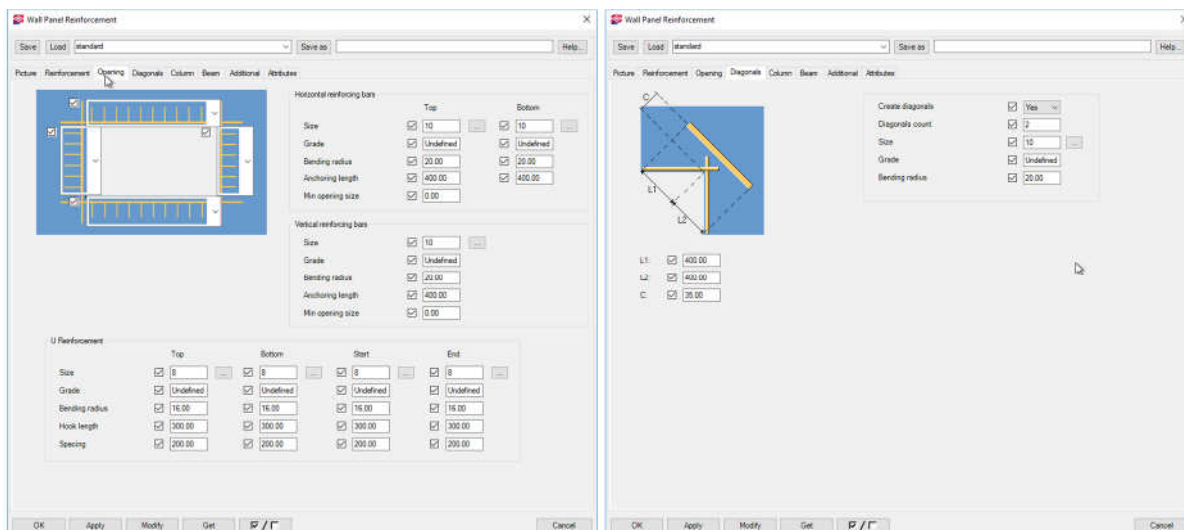 Wall Panel Reinforcement
Save Load standard Save as Help...
Picture Reinforcement Opening Diagonals Column Beam Additional Attributes
Horizontal reinforcing bars
Top Bottom
Size 10 ... 10 ...
Grade Undefined Undefined
Bending radius 20.00 20.00
Anchoring length 400.00 400.00
Min opening size 0.00
Vertical reinforcing bars
Size 10 ...
Grade Undefined
Bending radius 20.00
Anchoring length 400.00
Min opening size 0.00
U Reinforcement
Top Bottom Start End
Size 8 ... 8 ... 8 ... 8 ...
Grade Undefined Undefined Undefined Undefined
Bending radius 16.00 16.00 16.00 16.00
Hook length 300.00 300.00 300.00 300.00
Spacing 200.00 200.00 200.00 200.00
OK Apply Modify Get / Cancel
Wall Panel Reinforcement
Save Load standard Save as Help...
Picture Reinforcement Opening Diagonals Column Beam Additional Attributes
C
L1
L2
Create diagonals Yes
Diagonals count 2
Size 10 ...
Grade Undefined
Bending radius 20.00
L1: 400.00
L2: 400.00
C: 35.00
OK Apply Modify Get / Cancel